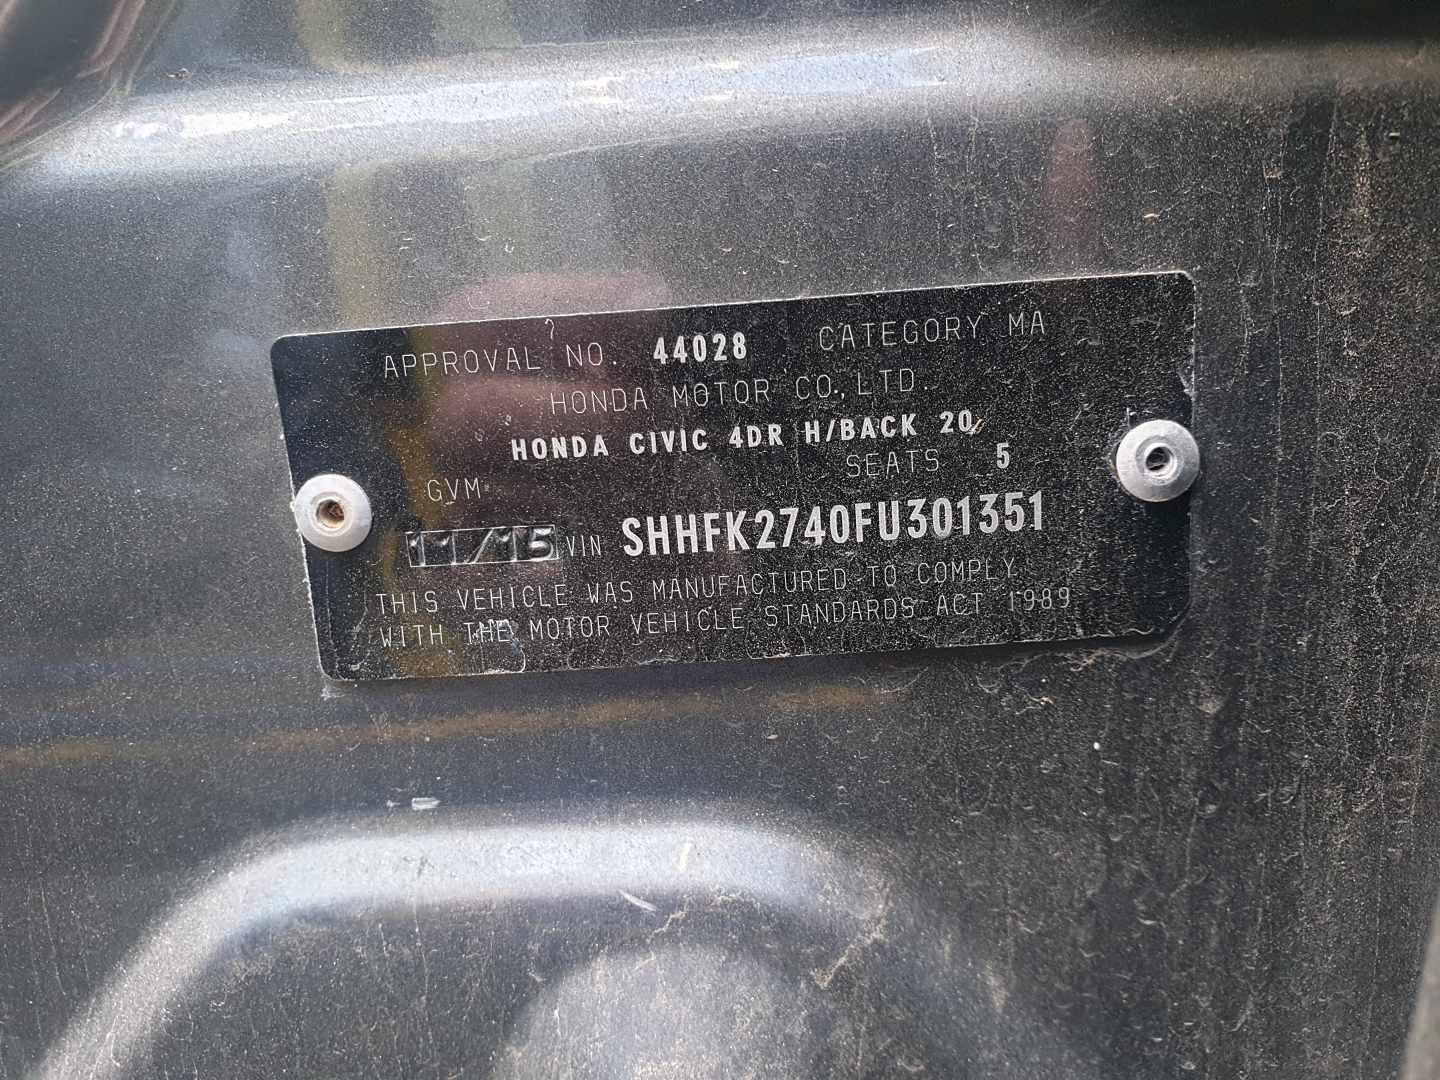 APPROVAL NO. 44028 CATEGORY MA
HONDA MOTOR CO.,LTD.
HONDA CIVIC 4DR H/BACK 20
GVM SEATS 5
11/15 VIN SHHFK2740FU301351
THIS VEHICLE WAS MANUFACTURED TO COMPLY
WITH THE MOTOR VEHICLE STANDARDS ACT 1989